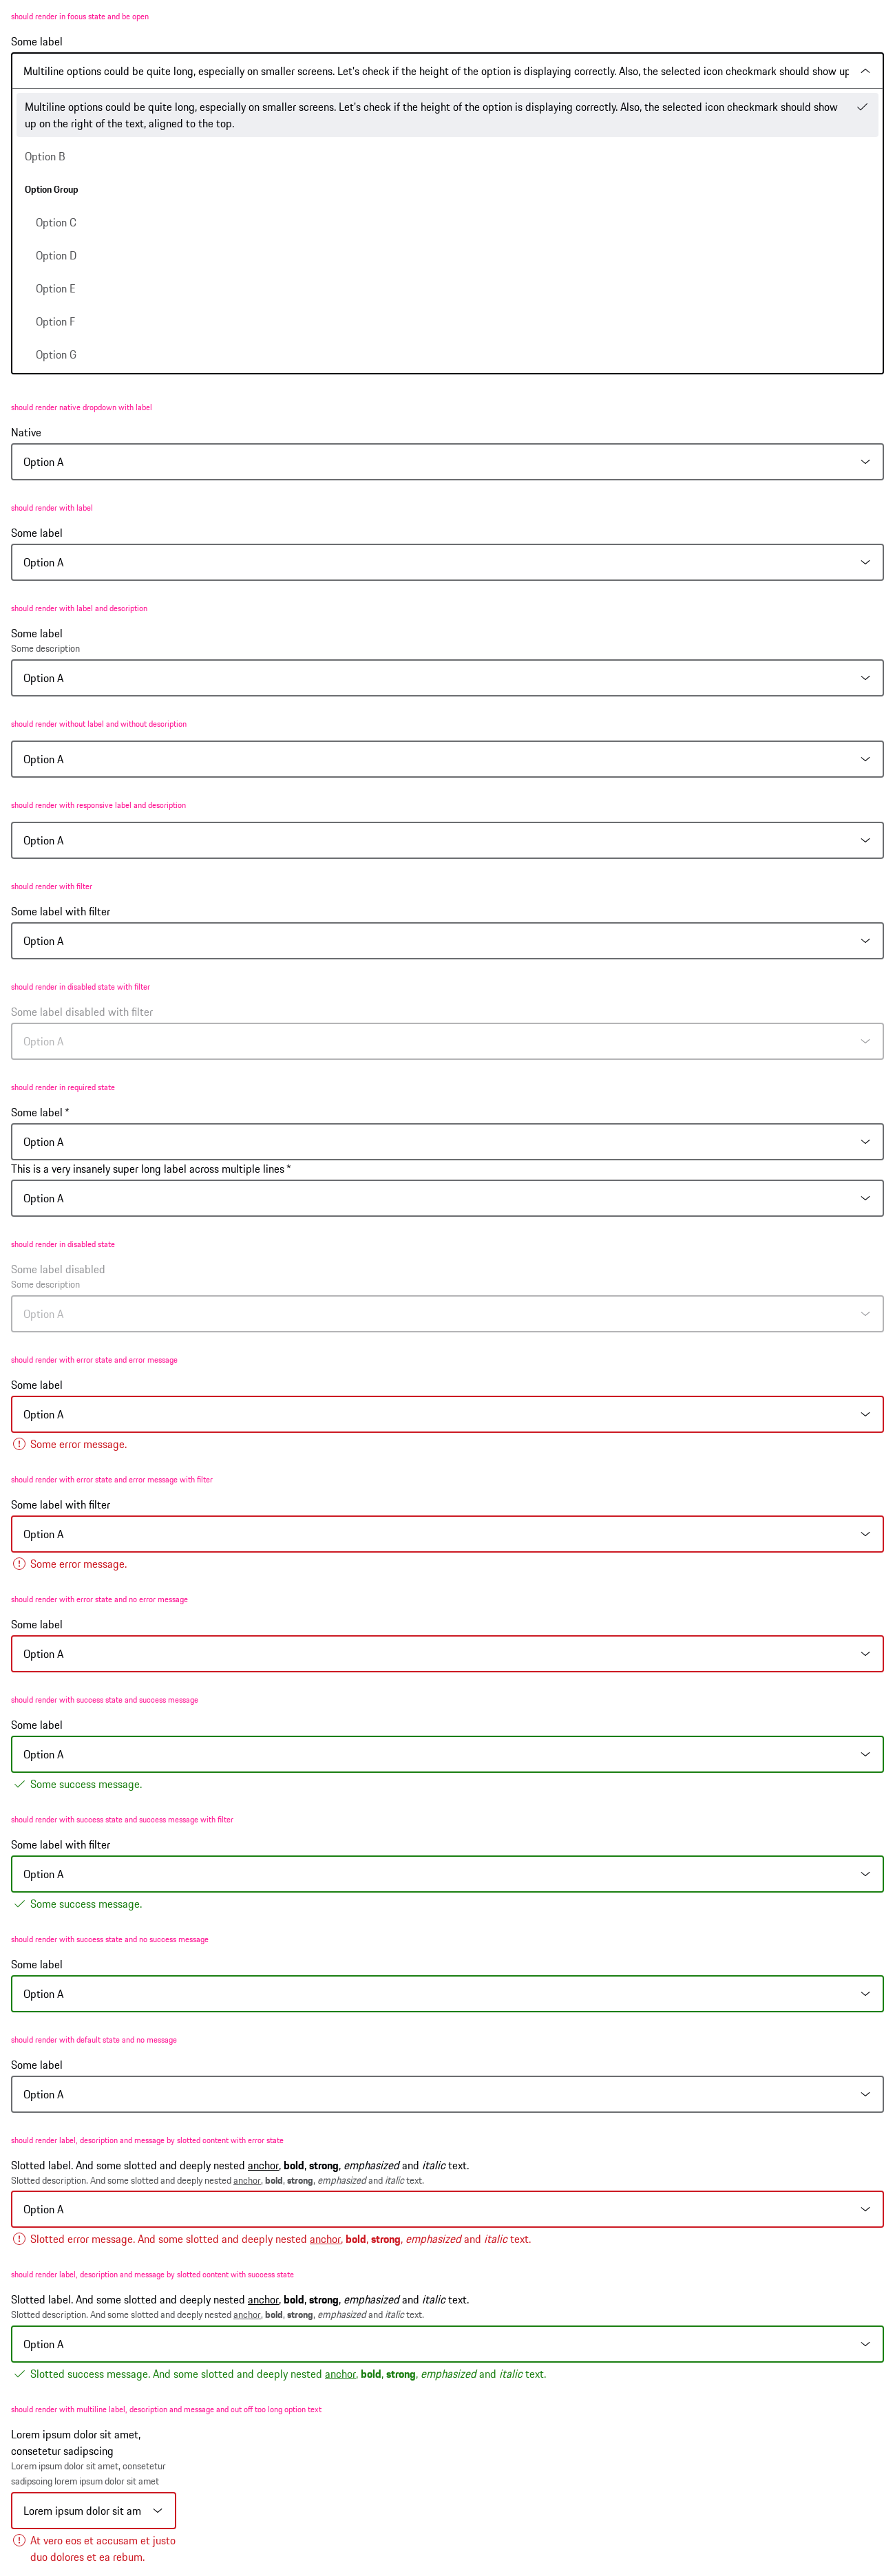 should render in focus state and be open
Some label
Multiline options could be quite long, especially on smaller screens. Let's check if the height of the option is displaying correctly. Also, the selected icon checkmark should show up
Multiline options could be quite long, especially on smaller screens. Let's check if the height of the option is displaying correctly. Also, the selected icon checkmark should show
up on the right of the text, aligned to the top.
Option B
Option Group
Option C
Option D
Option E
Option F
Option G
should render native dropdown with label
Native
Option A
should render with label
Some label
Option A
should render with label and description
Some label
Some description
Option A
should render without label and without description
Option A
should render with responsive label and description
Option A
should render with filter
Some label with filter
Option A
should render in disabled state with filter
Some label disabled with filter
Option A
should render in required state
Some label *
Option A
This is a very insanely super long label across multiple lines *
Option A
should render in disabled state
Some label disabled
Some description
Option A
should render with error state and error message
Some label
Option A
Some error message.
should render with error state and error message with filter
Some label with filter
Option A
Some error message.
should render with error state and no error message
Some label
Option A
should render with success state and success message
Some label
Option A
Some success message.
should render with success state and success message with filter
Some label with filter
Option A
Some success message.
should render with success state and no success message
Some label
Option A
should render with default state and no message
Some label
Option A
should render label, description and message by slotted content with error state
Slotted label. And some slotted and deeply nested anchor, bold, strong, emphasized and italic text.
Slotted description. And some slotted and deeply nested anchor, bold, strong, emphasized and italic text.
Option A
Slotted error message. And some slotted and deeply nested anchor, bold, strong, emphasized and italic text.
should render label, description and message by slotted content with success state
Slotted label. And some slotted and deeply nested anchor, bold, strong, emphasized and italic text.
Slotted description. And some slotted and deeply nested anchor, bold, strong, emphasized and italic text.
Option A
Slotted success message. And some slotted and deeply nested anchor, bold, strong, emphasized and italic text.
should render with multiline label, description and message and cut off too long option text
Lorem ipsum dolor sit amet,
consetetur sadipscing
Lorem ipsum dolor sit amet, consetetur
sadipscing lorem ipsum dolor sit amet
Lorem ipsum dolor sit am
At vero eos et accusam et justo
duo dolores et ea rebum.